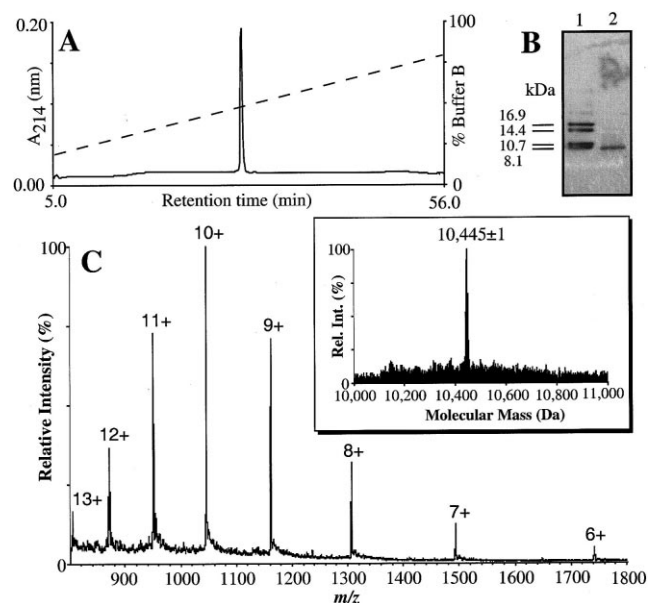 A
0.20
0.00
A214 (nm)
100
0
% Buffer B
5.0
Retention time (min)
56.0
B
1 2
kDa
16.9
14.4
10.7
8.1
C
100
0
Relative Intensity (%)
13+
12+
11+
10+
9+
8+
7+
6+
900 1000 1100 1200 1300 1400 1500 1600 1700 1800
m/z
10,445±1
100
0
Rel. Int. (%)
10,000 10,200 10,400 10,600 10,800 11,000
Molecular Mass (Da)